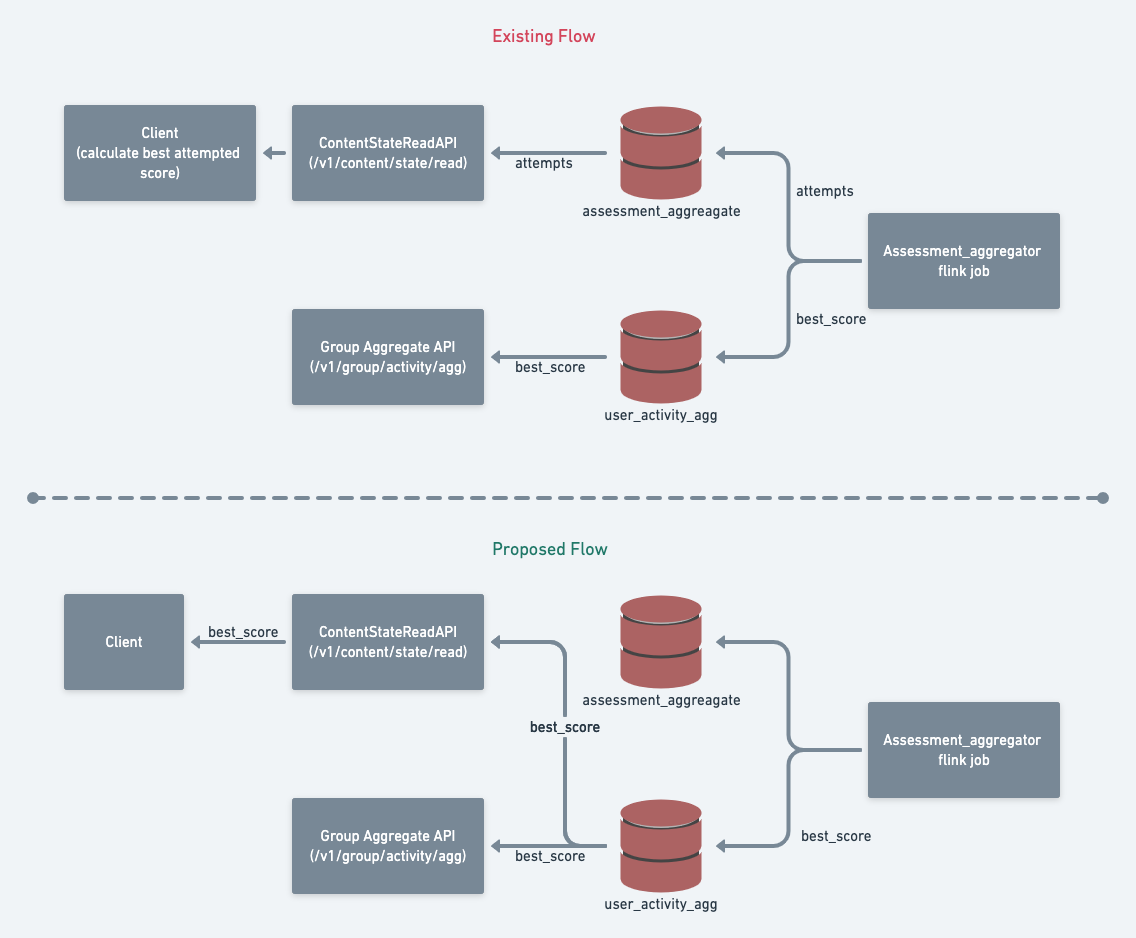 Existing Flow
Client
(calculate best attempted
score)
ContentStateReadAPI
(/v1/content/state/read)
attempts
assessment_aggreagate
attempts
Assessment_aggregator
flink job
best_score
Group Aggregate API
(/v1/group/activity/agg)
best_score
user_activity_agg
Proposed Flow
Client
best_score
ContentStateReadAPI
(/v1/content/state/read)
assessment_aggreagate
best_score
Assessment_aggregator
flink job
best_score
Group Aggregate API
(/v1/group/activity/agg)
best_score
user_activity_agg